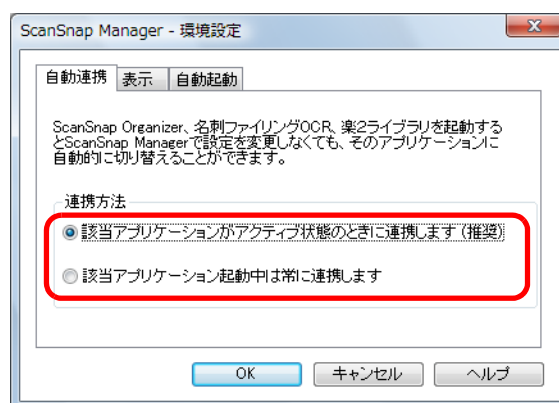 ScanSnap Manager - 環境設定
自動連携 表示 自動起動
ScanSnap Organizer、名刺ファイリングOCR、楽2ライブラリを起動する
とScanSnap Managerで設定を変更しなくても、そのアプリケーションに
自動的に切り替えることができます。
連携方法
該当アプリケーションがアクティブ状態のときに連携します(推奨)
該当アプリケーション起動中は常に連携します
OK キャンセル ヘルプ